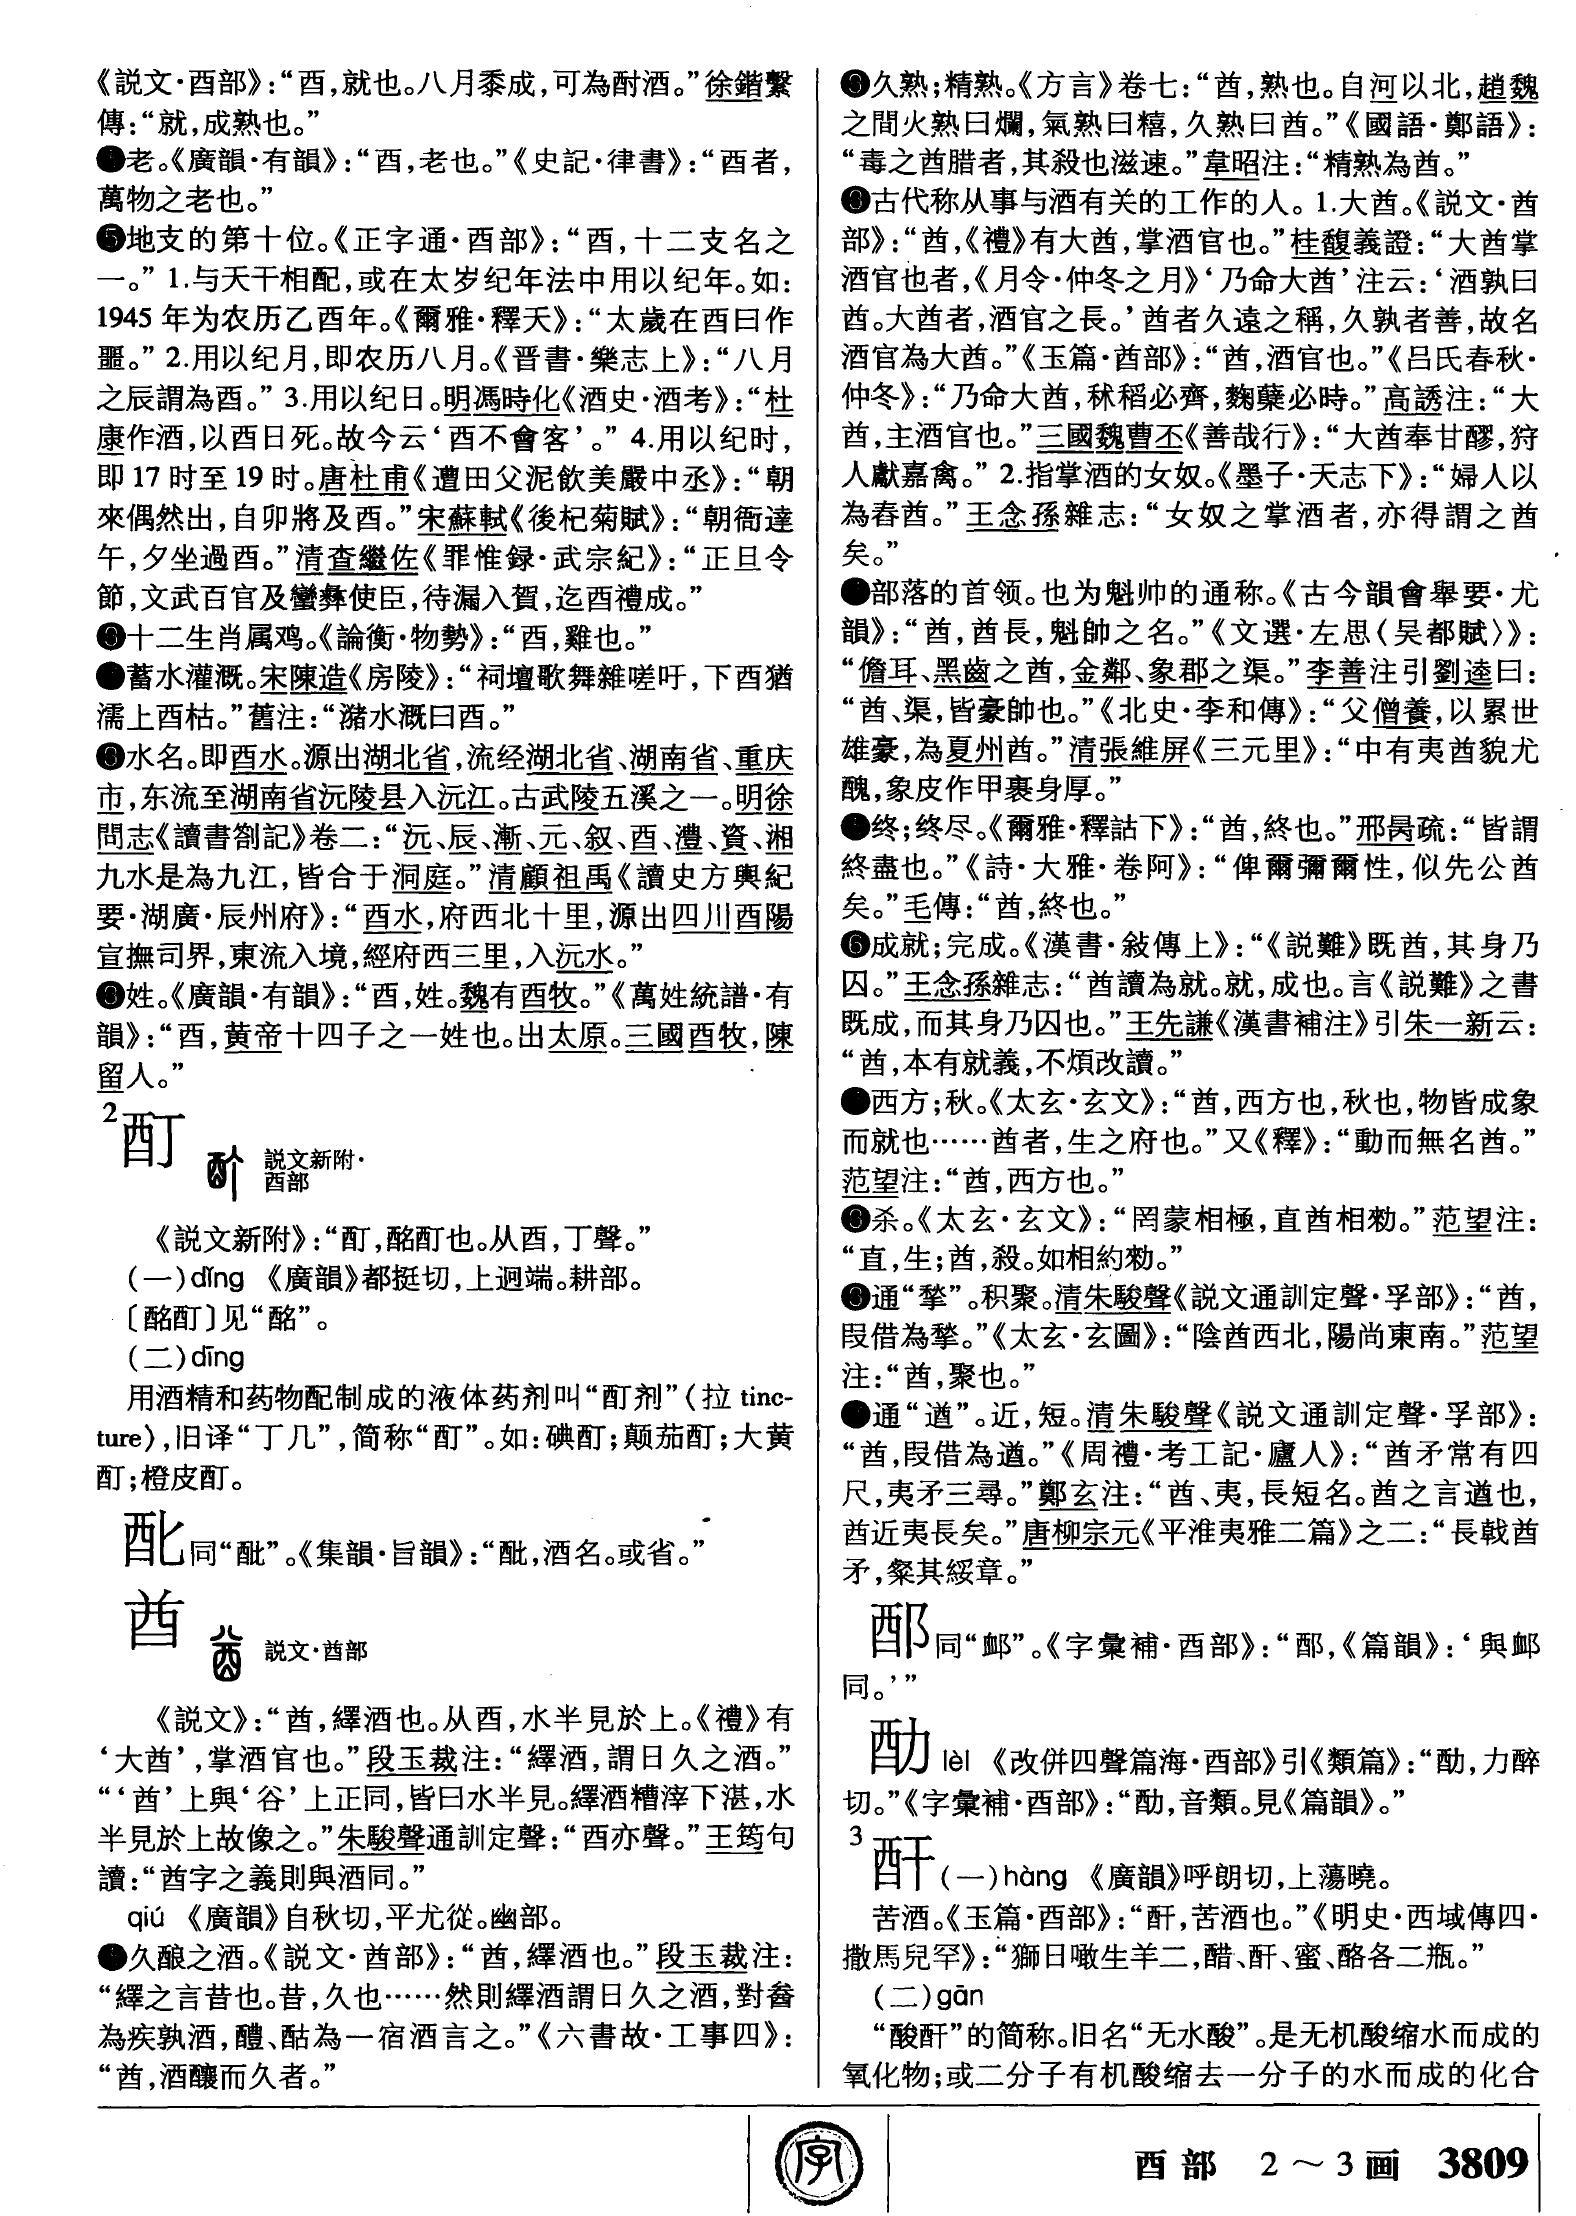 《説文·酉部》：“酉，就也。八月黍成，可為酎酒。”徐鍇繫
傳：“就，成熟也。”
老。《廣韻·有韻》：“酉，老也。”《史記·律書》：“酉者，
萬物之老也。”
❺地支的第十位。《正字通·酉部》：“酉，十二支名之
一。” 1.与天干相配，或在太岁纪年法中用以纪年。如：
1945年为农历乙酉年。《爾雅·釋天》：“太歲在酉曰作
噩。” 2.用以纪月，即农历八月。《晋書·樂志上》：“八月
之辰謂為酉。” 3.用以纪日。明馮時化《酒史·酒考》：“杜
康作酒，以酉日死。故今云‘酉不會客’。” 4.用以纪时，
即17时至19时。唐杜甫《遭田父泥飲美嚴中丞》：“朝
來偶然出，自卯將及酉。”宋蘇軾《後杞菊賦》：“朝衙達
午，夕坐過酉。”清查繼佐《罪惟録·武宗紀》：“正旦令
節，文武百官及蠻彝使臣，待漏入賀，迄酉禮成。”
十二生肖属鸡。《論衡·物勢》：“酉，雞也。”
蓄水灌溉。宋陳造《房陵》：“祠壇歌舞雜嗟吁，下酉猶
濡上酉枯。”舊注：“瀦水溉曰酉。”
水名。即酉水。源出湖北省，流经湖北省、湖南省、重庆
市，东流至湖南省沅陵县入沅江。古武陵五溪之一。明徐
問志《讀書劄記》卷二：“沅、辰、漸、元、叙、酉、澧、資、湘
九水是為九江，皆合于洞庭。”清顧祖禹《讀史方輿紀
要·湖廣·辰州府》：“酉水，府西北十里，源出四川酉陽
宣撫司界，東流入境，經府西三里，入沅水。”
姓。《廣韻·有韻》：“酉，姓。魏有酉牧。”《萬姓統譜·有
韻》：“酉，黄帝十四子之一姓也。出太原。三國酉牧，陳
留人。”
2酊 説文新附·
酉部
《説文新附》：“酊，酩酊也。从酉，丁聲。”
(一)dǐng 《廣韻》都挺切，上迥端。耕部。
〔酩酊〕见“酩”。
(二)dīng
用酒精和药物配制成的液体药剂叫“酊剂”（拉tinc-
ture），旧译“丁几”，简称“酊”。如：碘酊；颠茄酊；大黄
酊；橙皮酊。
𨟵同“䣥”。《集韻·旨韻》：“䣥，酒名。或省。”
酋 説文·酋部
《説文》：“酋，繹酒也。从酉，水半見於上。《禮》有
‘大酋’，掌酒官也。”段玉裁注：“繹酒，謂日久之酒。”
“‘酋’上與‘谷’上正同，皆曰水半見。繹酒糟滓下湛，水
半見於上故像之。”朱駿聲通訓定聲：“酉亦聲。”王筠句
讀：“酋字之義則與酒同。”
qiú 《廣韻》自秋切，平尤從。幽部。
久酿之酒。《説文·酋部》：“酋，繹酒也。”段玉裁注：
“繹之言昔也。昔，久也……然則繹酒謂日久之酒，對畚
為疾孰酒，醴、酤為一宿酒言之。”《六書故·工事四》：
“酋，酒釀而久者。”
久熟；精熟。《方言》卷七：“酋，熟也。自河以北，趙魏
之間火熟曰爛，氣熟曰糦，久熟曰酋。”《國語·鄭語》：
“毒之酋腊者，其殺也滋速。”韋昭注：“精熟為酋。”
古代称从事与酒有关的工作的人。1.大酋。《説文·酋
部》：“酋，《禮》有大酋，掌酒官也。”桂馥義證：“大酋掌
酒官也者，《月令·仲冬之月》‘乃命大酋’注云：‘酒孰曰
酋。大酋者，酒官之長。’酋者久遠之稱，久孰者善，故名
酒官為大酋。”《玉篇·酋部》：“酋，酒官也。”《吕氏春秋·
仲冬》：“乃命大酋，秫稻必齊，麴蘖必時。”高誘注：“大
酋，主酒官也。”三國魏曹丕《善哉行》：“大酋奉甘醪，狩
人獻嘉禽。” 2.指掌酒的女奴。《墨子·天志下》：“婦人以
為舂酋。”王念孫雜志：“女奴之掌酒者，亦得謂之酋
矣。”
部落的首领。也为魁帅的通称。《古今韻會舉要·尤
韻》：“酋，酋長，魁帥之名。”《文選·左思〈吴都賦〉》：
“儋耳、黑齒之酋，金鄰、象郡之渠。”李善注引劉逵曰：
“酋、渠，皆豪帥也。”《北史·李和傳》：“父僧養，以累世
雄豪，為夏州酋。”清張維屏《三元里》：“中有夷酋貌尤
醜，象皮作甲裹身厚。”
终；终尽。《爾雅·釋詁下》：“酋，終也。”邢昺疏：“皆謂
終盡也。”《詩·大雅·卷阿》：“俾爾彌爾性，似先公酋
矣。”毛傳：“酋，終也。”
❻成就；完成。《漢書·敍傳上》：“《説難》既酋，其身乃
囚。”王念孫雜志：“酋讀為就。就，成也。言《説難》之書
既成，而其身乃囚也。”王先謙《漢書補注》引朱一新云：
“酋，本有就義，不煩改讀。”
西方；秋。《太玄·玄文》：“酋，西方也，秋也，物皆成象
而就也……酋者，生之府也。”又《釋》：“動而無名酋。”
范望注：“酋，西方也。”
杀。《太玄·玄文》：“罔蒙相極，直酋相勑。”范望注：
“直，生；酋，殺。如相約勑。”
通“揫”。积聚。清朱駿聲《説文通訓定聲·孚部》：“酋，
叚借為揫。”《太玄·玄圖》：“陰酋西北，陽尚東南。”范望
注：“酋，聚也。”
通“遒”。近，短。清朱駿聲《説文通訓定聲·孚部》：
“酋，叚借為遒。”《周禮·考工記·廬人》：“酋矛常有四
尺，夷矛三尋。”鄭玄注：“酋、夷，長短名。酋之言遒也，
酋近夷長矣。”唐柳宗元《平淮夷雅二篇》之二：“長戟酋
矛，粲其綏章。”
酁同“䘏”。《字彙補·酉部》：“《篇韻》：‘與卹
同。’”
lèi 《改併四聲篇海·酉部》引《類篇》：“力醉
切。”《字彙補·酉部》：“音類。見《篇韻》。”
3酐(一)hàng 《廣韻》呼朗切，上蕩曉。
苦酒。《玉篇·酉部》：“酐，苦酒也。”《明史·西域傳四·
撒馬兒罕》：“獅日噉生羊二，醋、酐、蜜、酪各二瓶。”
(二)gān
“酸酐”的简称。旧名“无水酸”。是无机酸缩水而成的
氧化物；或二分子有机酸缩去一分子的水而成的化合
字
酉部 2～3画 3809